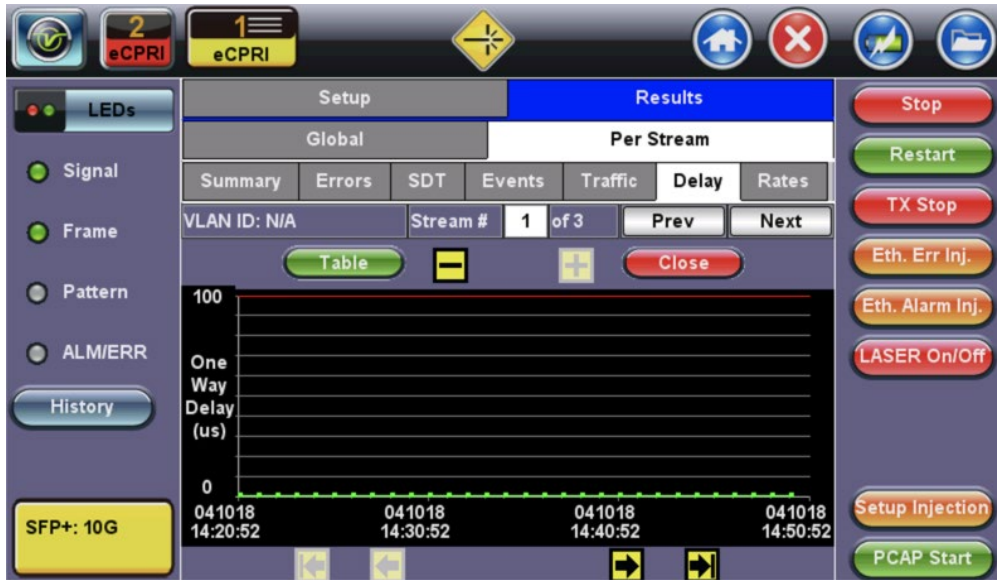 2
eCPRI
1
eCPRI
LEDs
Signal
Frame
Pattern
ALM/ERR
History
SFP+: 10G
Setup Results
Global Per Stream
Summary Errors SDT Events Traffic Delay Rates
VLAN ID: N/A Stream # 1 of 3 Prev Next
Table Close
100
One
Way
Delay
(us)
0
041018 041018 041018 041018
14:20:52 14:30:52 14:40:52 14:50:52
Stop
Restart
TX Stop
Eth. Err Inj.
Eth. Alarm Inj.
LASER On/Off
Setup Injection
PCAP Start